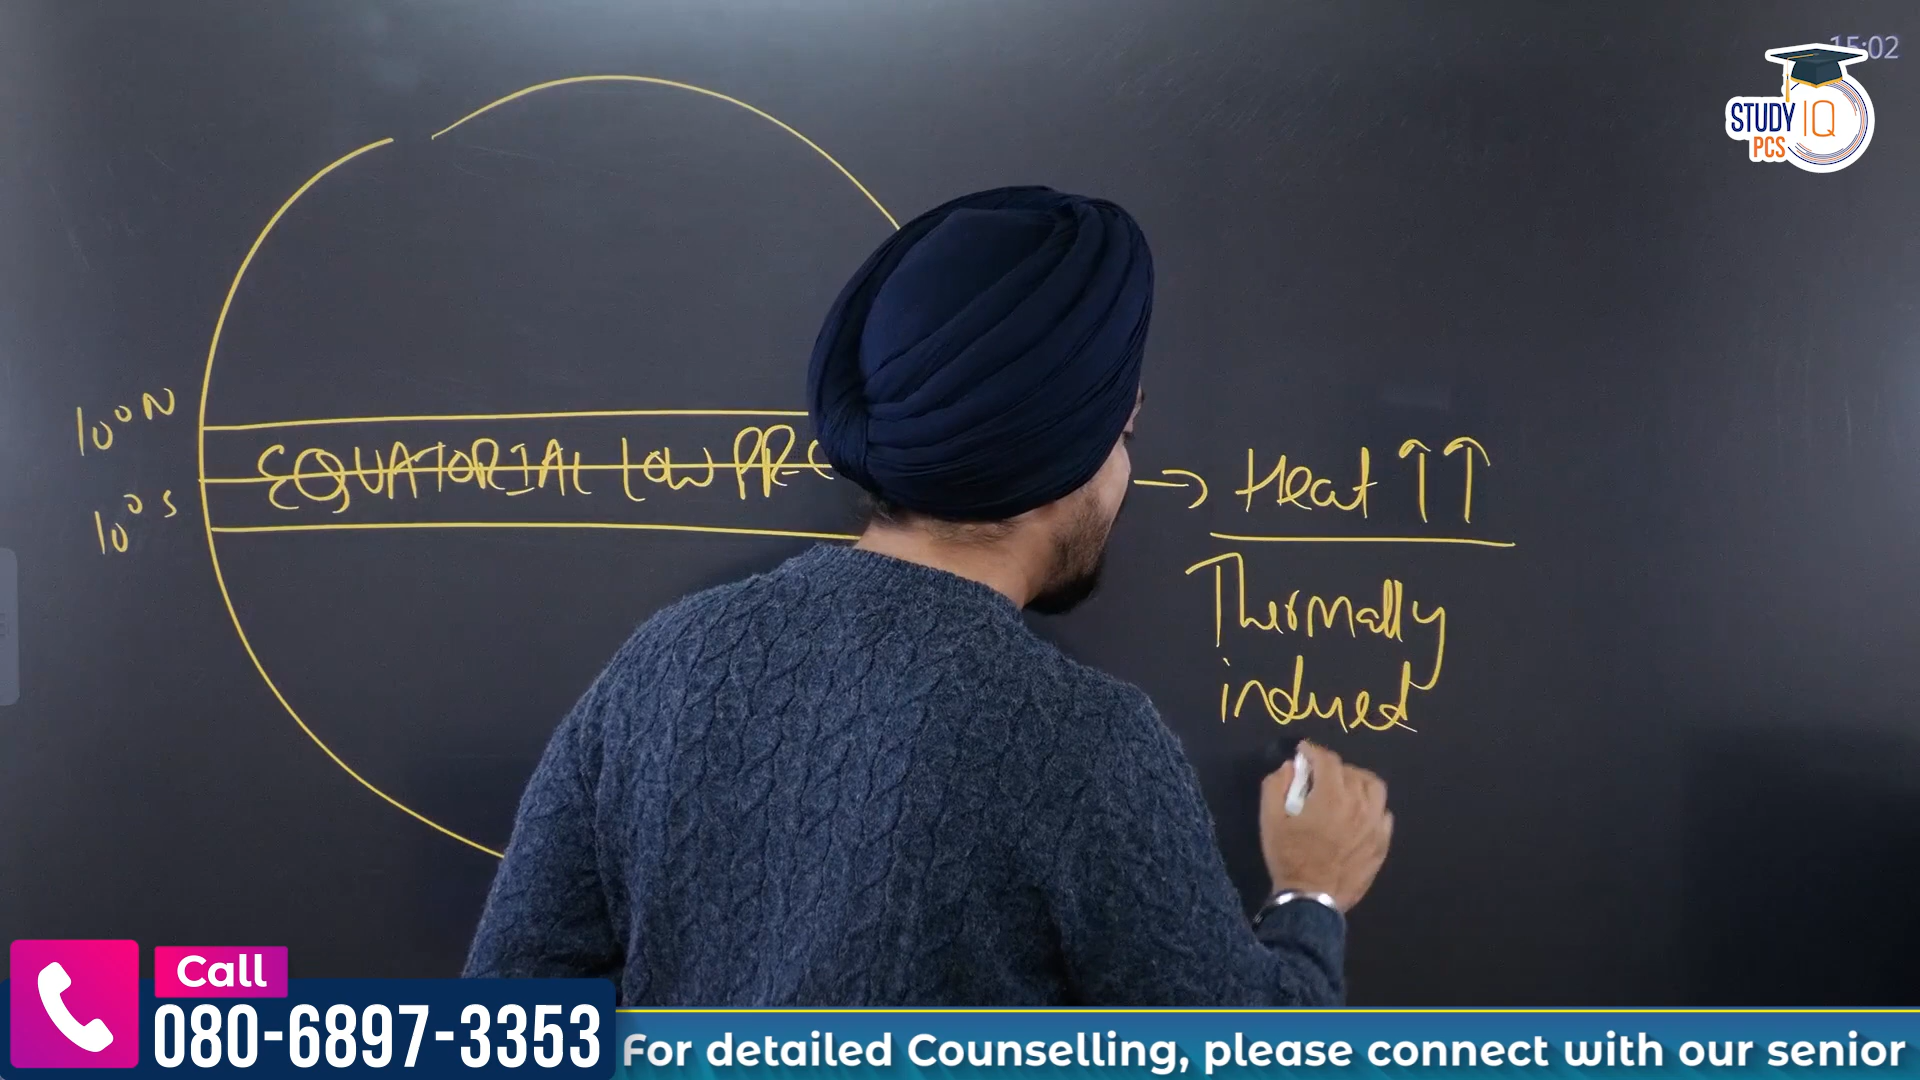 15:02
STUDY IQ
PCS
10°N
EQUATORIAL LOW PRE
10°S
→ Heat ↑↑
Thermally
induced
Call
080-6897-3353
For detailed Counselling, please connect with our senior